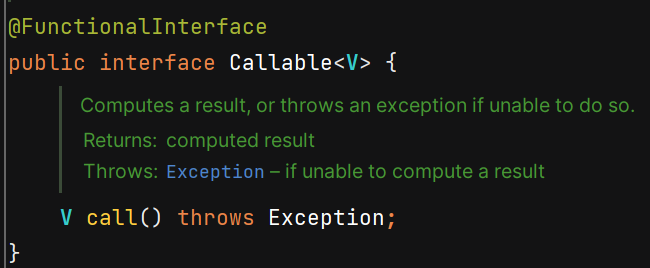 @FunctionalInterface
public interface Callable<V> {
Computes a result, or throws an exception if unable to do so.
Returns: computed result
Throws: Exception – if unable to compute a result
V call() throws Exception;
}